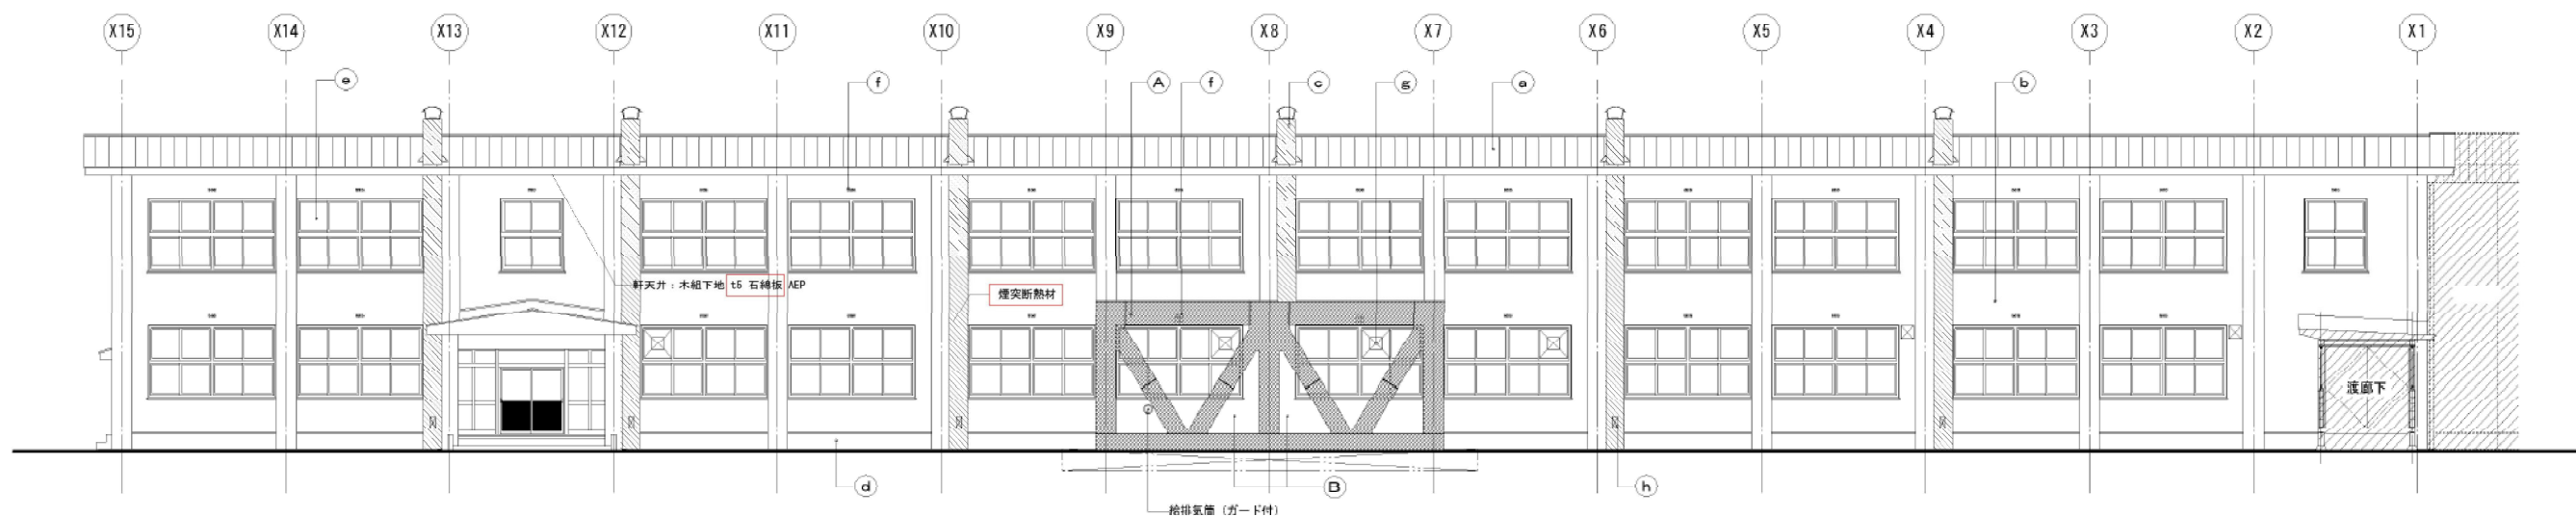 X15 X14 X13 X12 X11 X10 X9 X8 X7 X6 X5 X4 X3 X2 X1
e f A f c g a b
軒天井：木組下地 t5 石綿板 AEP
煙突断熱材
渡廊下
d B h
給排気筒（ガード付）